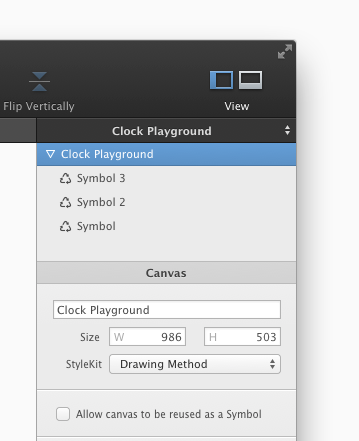 Flip Vertically
View
Clock Playground
Clock Playground
Symbol 3
Symbol 2
Symbol
Canvas
Clock Playground
Size W 986 H 503
StyleKit Drawing Method
Allow canvas to be reused as a Symbol